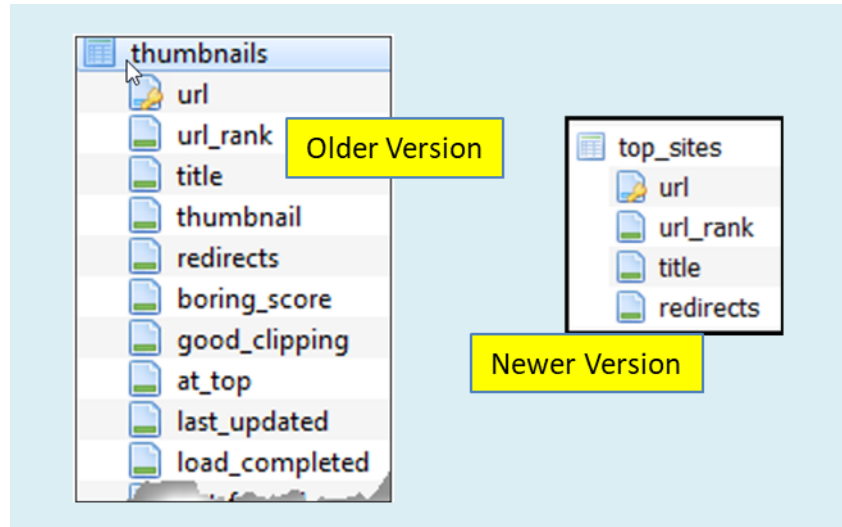 thumbnails
url
url_rank
title
thumbnail
redirects
boring_score
good_clipping
at_top
last_updated
load_completed
Older Version
top_sites
url
url_rank
title
redirects
Newer Version